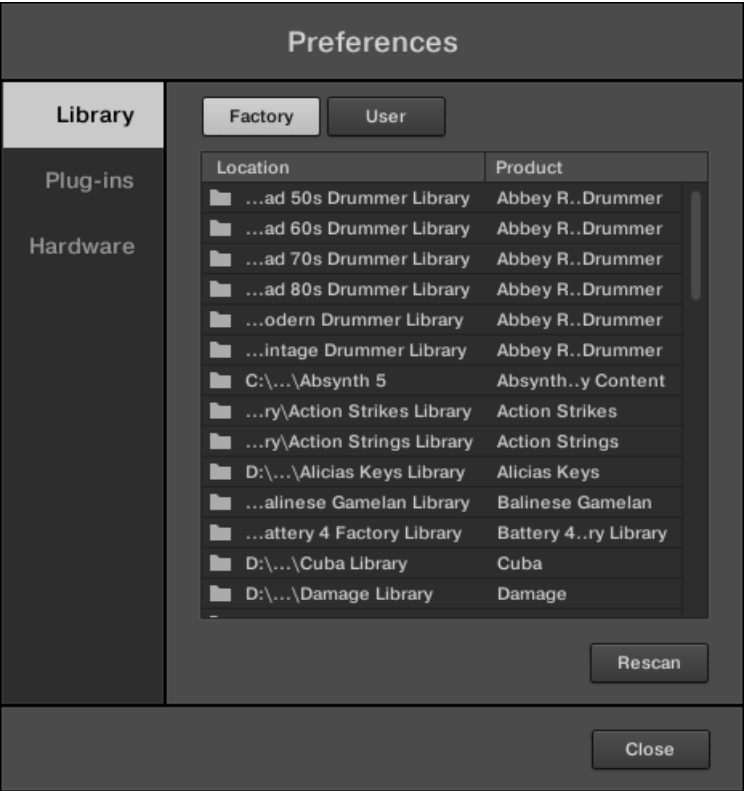 Preferences
Library
Plug-ins
Hardware
Factory User
Location Product
...ad 50s Drummer Library Abbey R..Drummer
...ad 60s Drummer Library Abbey R..Drummer
...ad 70s Drummer Library Abbey R..Drummer
...ad 80s Drummer Library Abbey R..Drummer
...odern Drummer Library Abbey R..Drummer
...intage Drummer Library Abbey R..Drummer
C:\...\Absynth 5 Absynth..y Content
...ry\Action Strikes Library Action Strikes
...ry\Action Strings Library Action Strings
D:\...\Alicias Keys Library Alicias Keys
...alinese Gamelan Library Balinese Gamelan
...attery 4 Factory Library Battery 4..ry Library
D:\...\Cuba Library Cuba
D:\...\Damage Library Damage
Rescan
Close